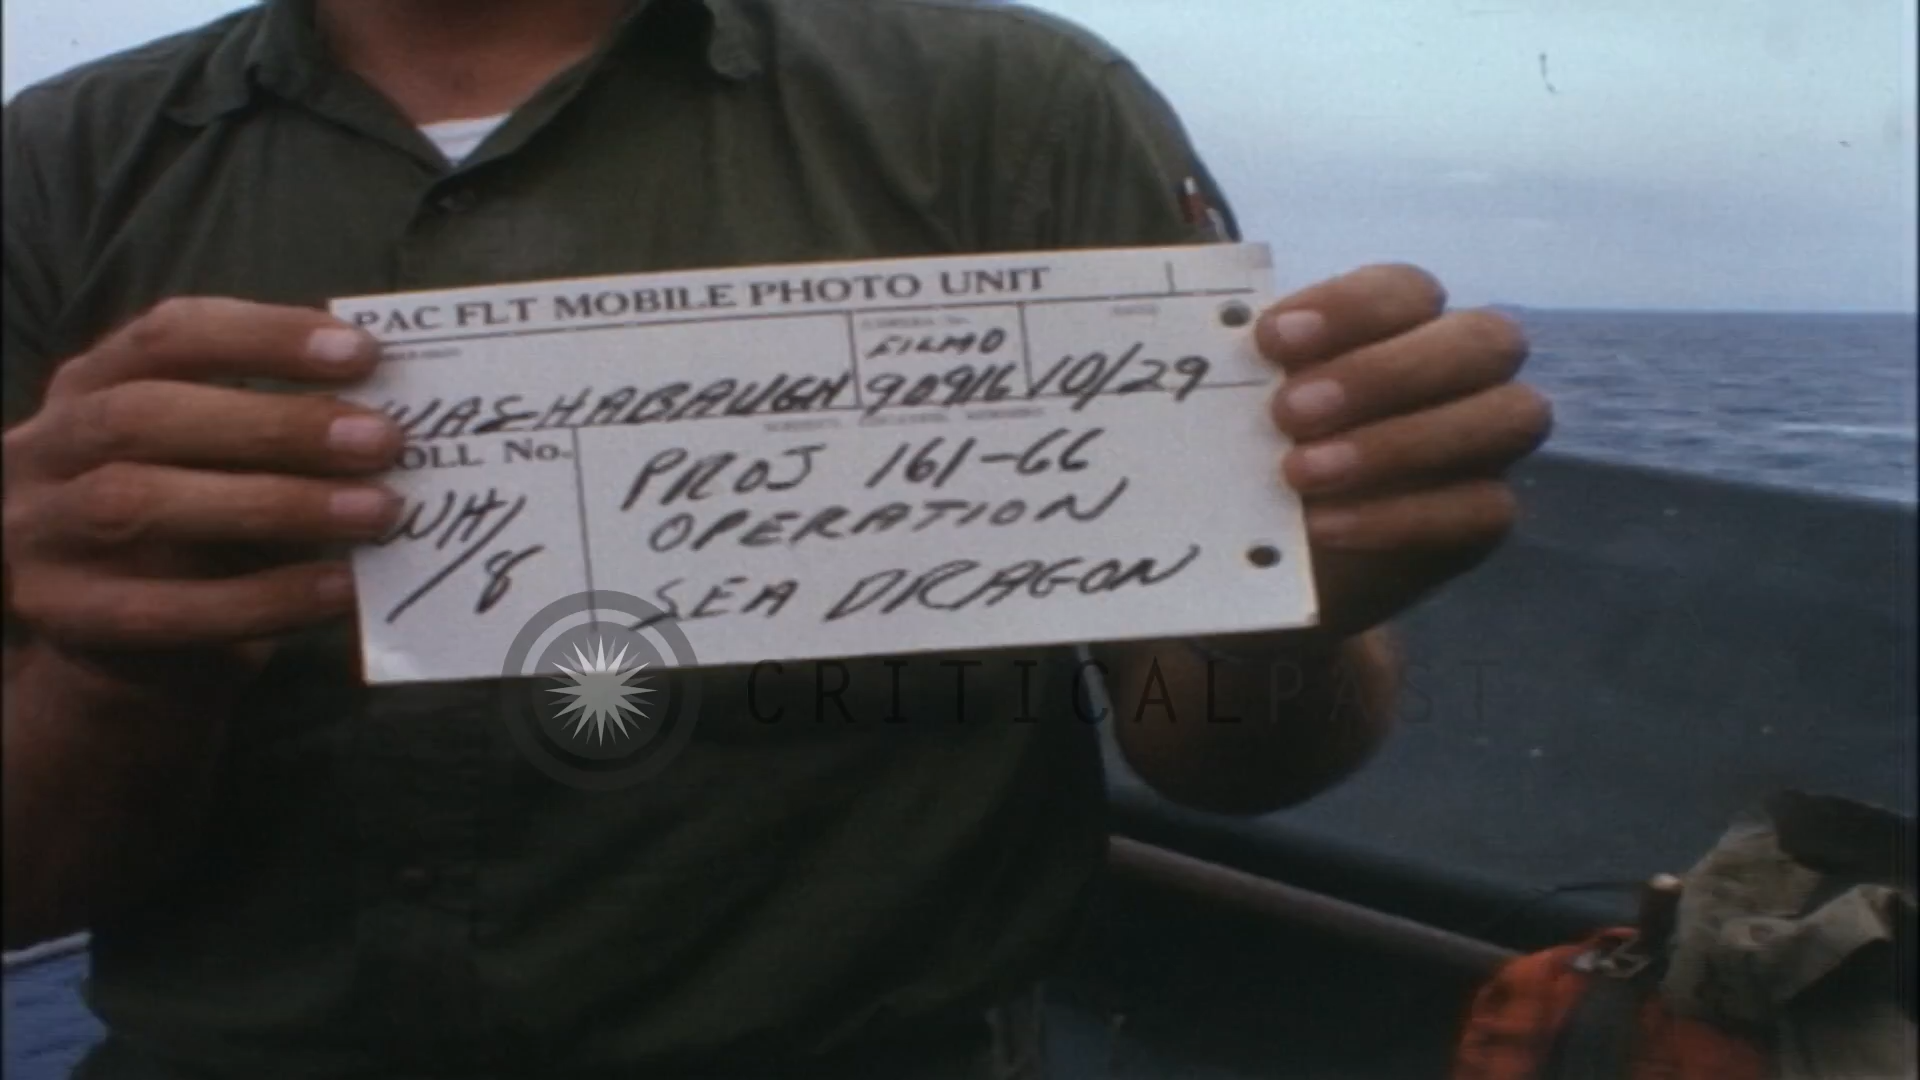 PAC FLT MOBILE PHOTO UNIT
WASHABAUGH
FILMO
90916
10/29
ROLL No.
WH/
/8
PROJ 161-66
OPERATION
SEA DRAGON
CRITICALPAST